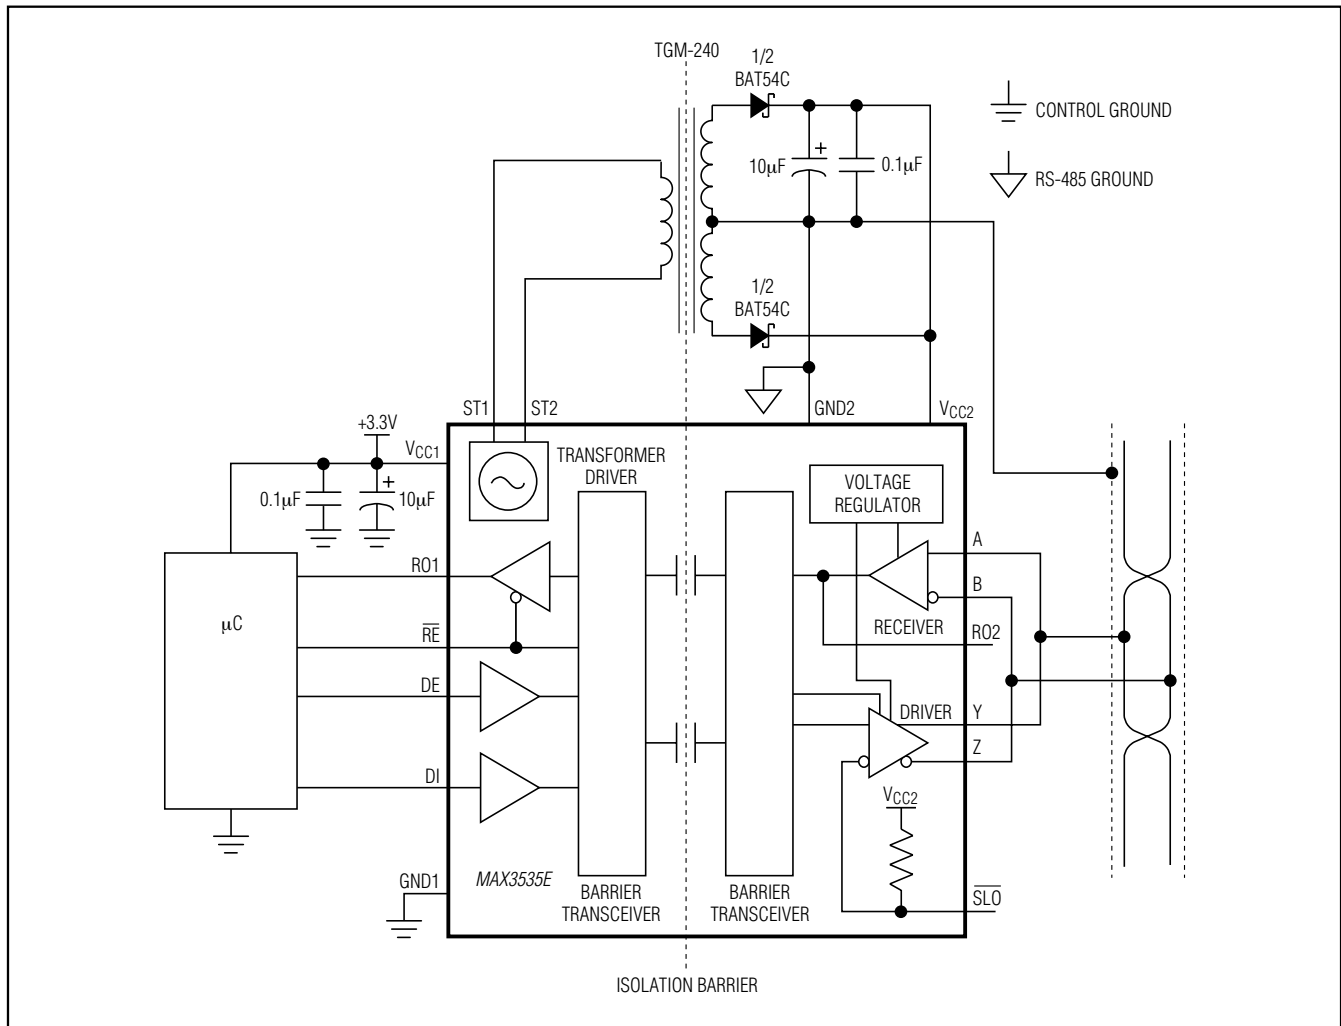 TGM-240
1/2
BAT54C
CONTROL GROUND
10µF
+
0.1µF
RS-485 GROUND
1/2
BAT54C
ST1
ST2
GND2
VCC2
+3.3V
VCC1
TRANSFORMER
DRIVER
VOLTAGE
REGULATOR
0.1µF
+
10µF
A
RO1
B
µC
RECEIVER
RE
RO2
DE
DRIVER
Y
Z
DI
VCC2
GND1
MAX3535E
BARRIER
TRANSCEIVER
BARRIER
TRANSCEIVER
SLO
ISOLATION BARRIER